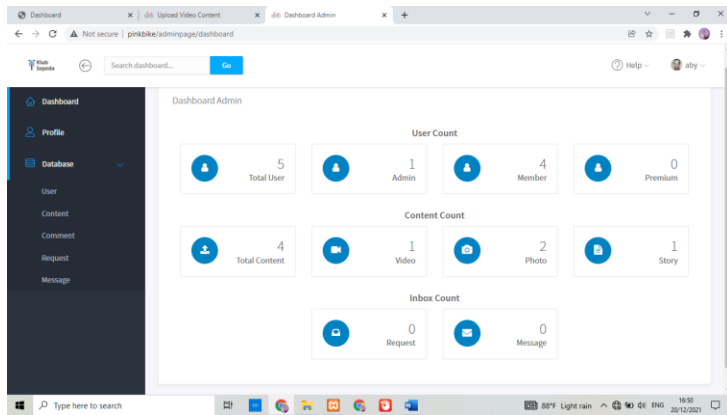 Dashboard
Upload Video Content
Dashboard Admin
Not secure | pinkbike/adminpage/dashboard
Klub
Sepeda
Search dashboard...
Go
Help
aby
Dashboard
Profile
Database
User
Content
Comment
Request
Message
Dashboard Admin
User Count
5
Total User
1
Admin
4
Member
0
Premium
Content Count
4
Total Content
1
Video
2
Photo
1
Story
Inbox Count
0
Request
0
Message
Type here to search
88°F Light rain
ENG
16:50
20/12/2021